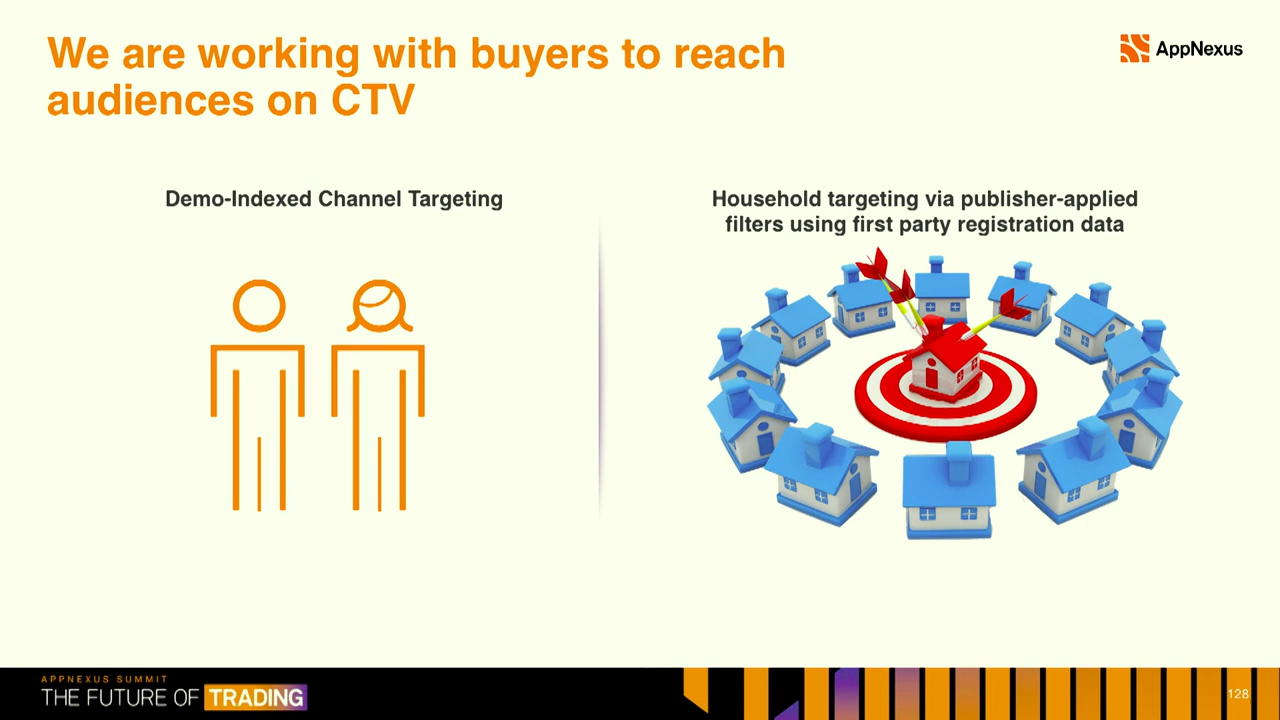 We are working with buyers to reach
audiences on CTV
AppNexus
Demo-Indexed Channel Targeting
Household targeting via publisher-applied
filters using first party registration data
APPNEXUS SUMMIT
THE FUTURE OF TRADING
128